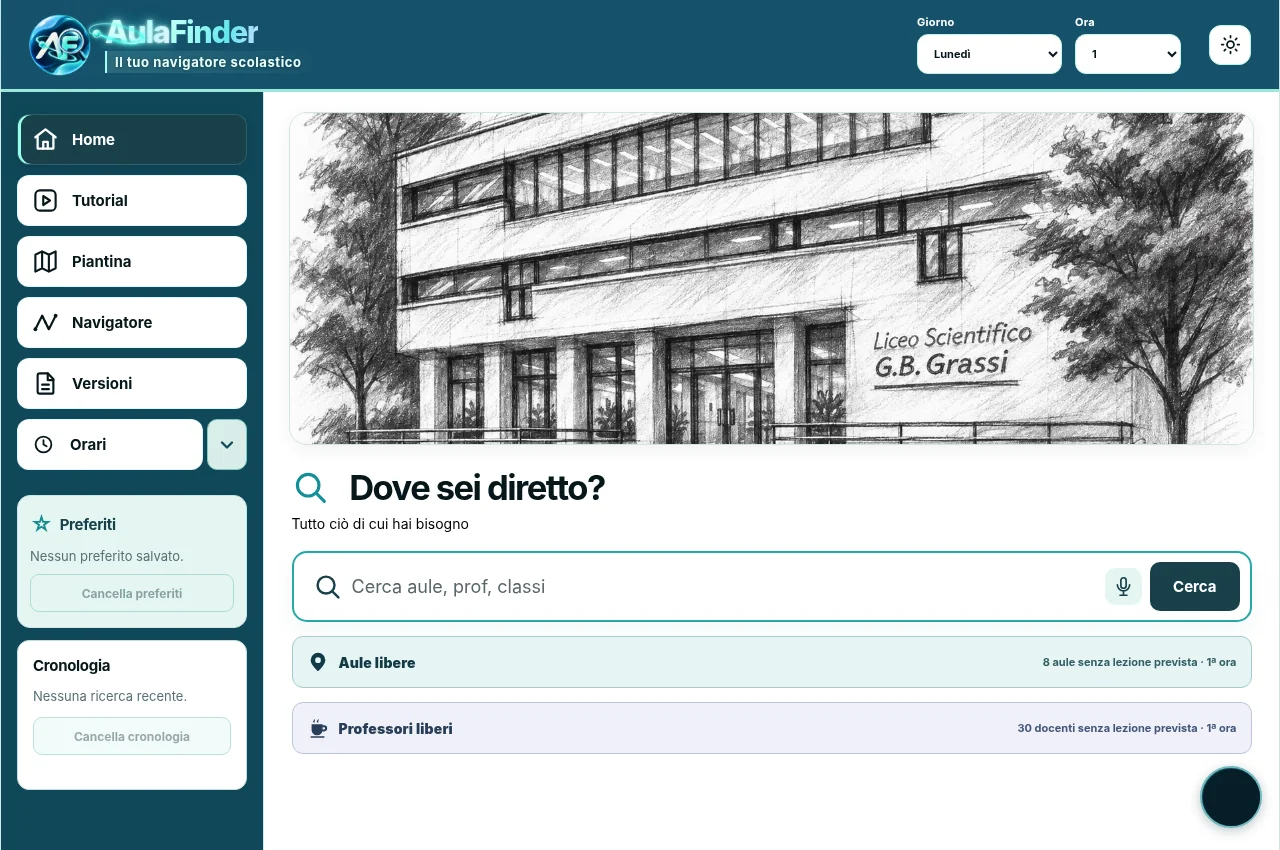 AulaFinder
Il tuo navigatore scolastico
Giorno
Lunedì
Ora
1
Home
Tutorial
Piantina
Navigatore
Versioni
Orari
Preferiti
Nessun preferito salvato.
Cancella preferiti
Cronologia
Nessuna ricerca recente.
Cancella cronologia
Liceo Scientifico
G.B. Grassi
Dove sei diretto?
Tutto ciò di cui hai bisogno
Cerca aule, prof, classi
Cerca
Aule libere
8 aule senza lezione prevista · 1ª ora
Professori liberi
30 docenti senza lezione prevista · 1ª ora